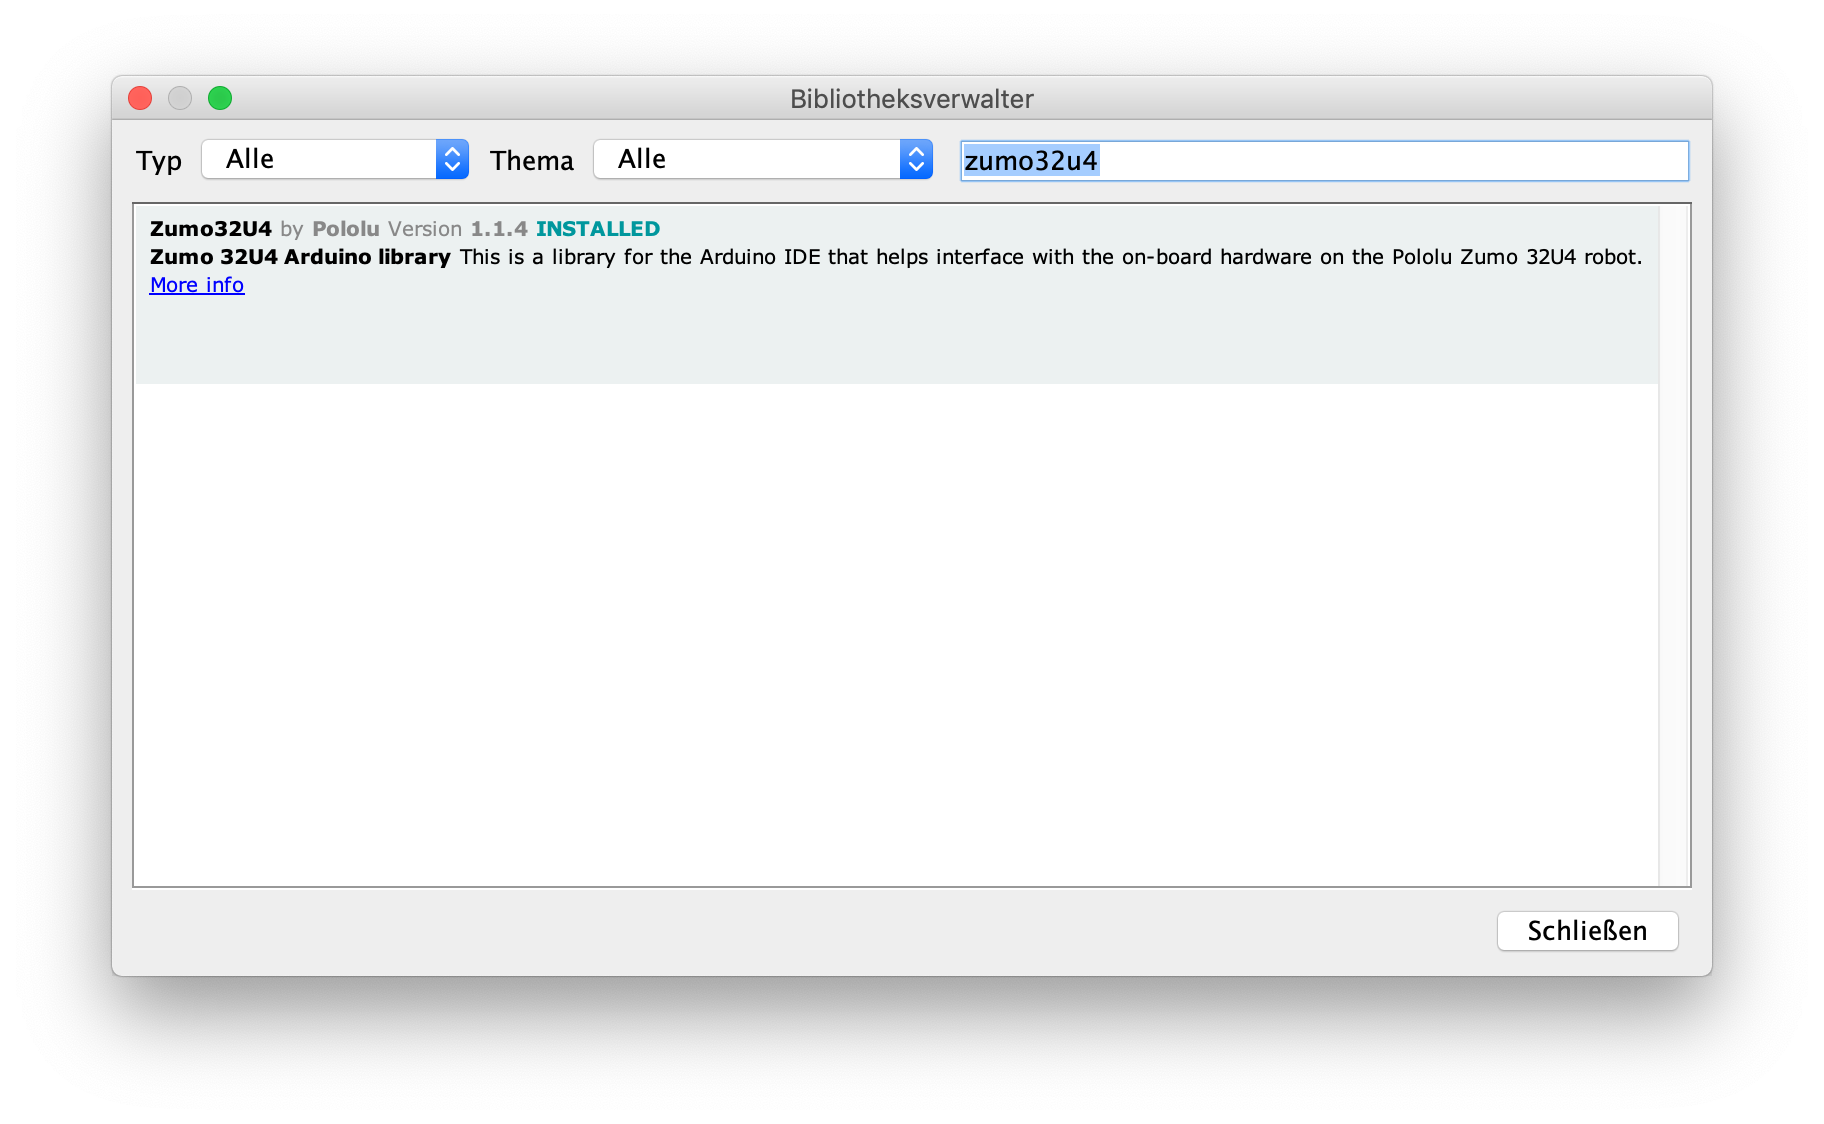 Bibliotheksverwalter
Typ Alle Thema Alle zumo32u4
Zumo32U4 by Pololu Version 1.1.4 INSTALLED
Zumo 32U4 Arduino library This is a library for the Arduino IDE that helps interface with the on-board hardware on the Pololu Zumo 32U4 robot.
More info
Schließen